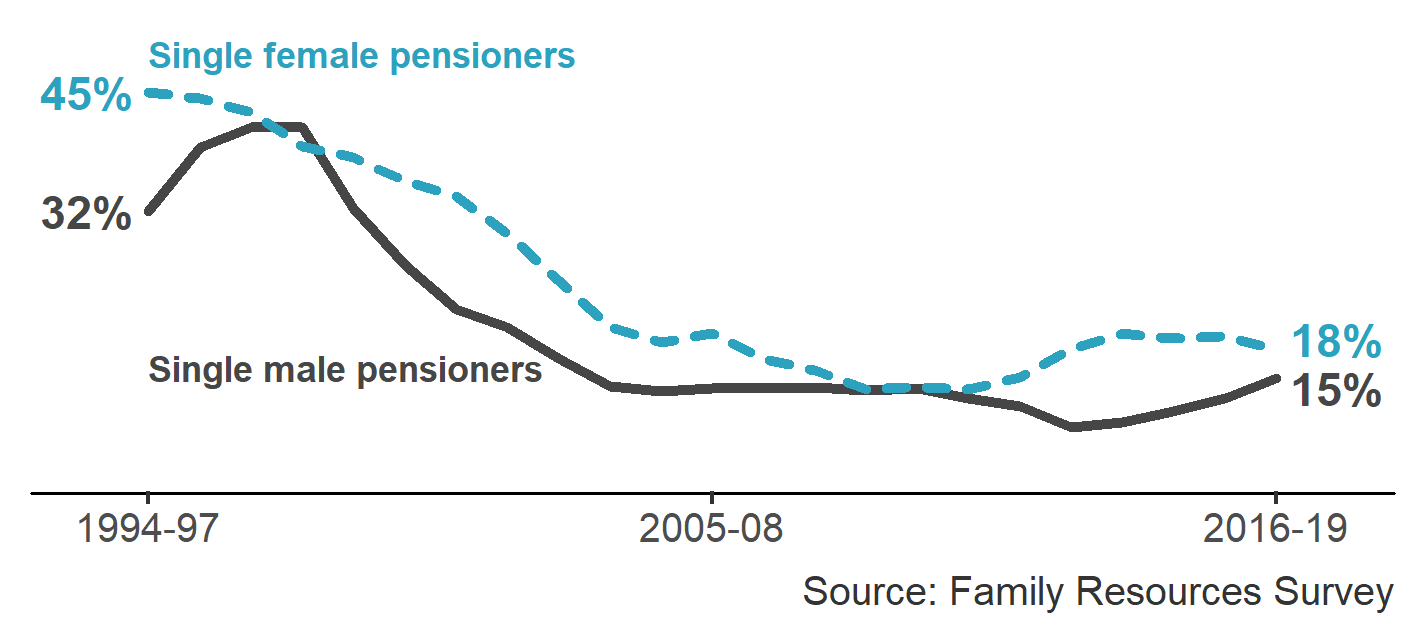 Single female pensioners
45%
32%
Single male pensioners
18%
15%
1994-97
2005-08
2016-19
Source: Family Resources Survey